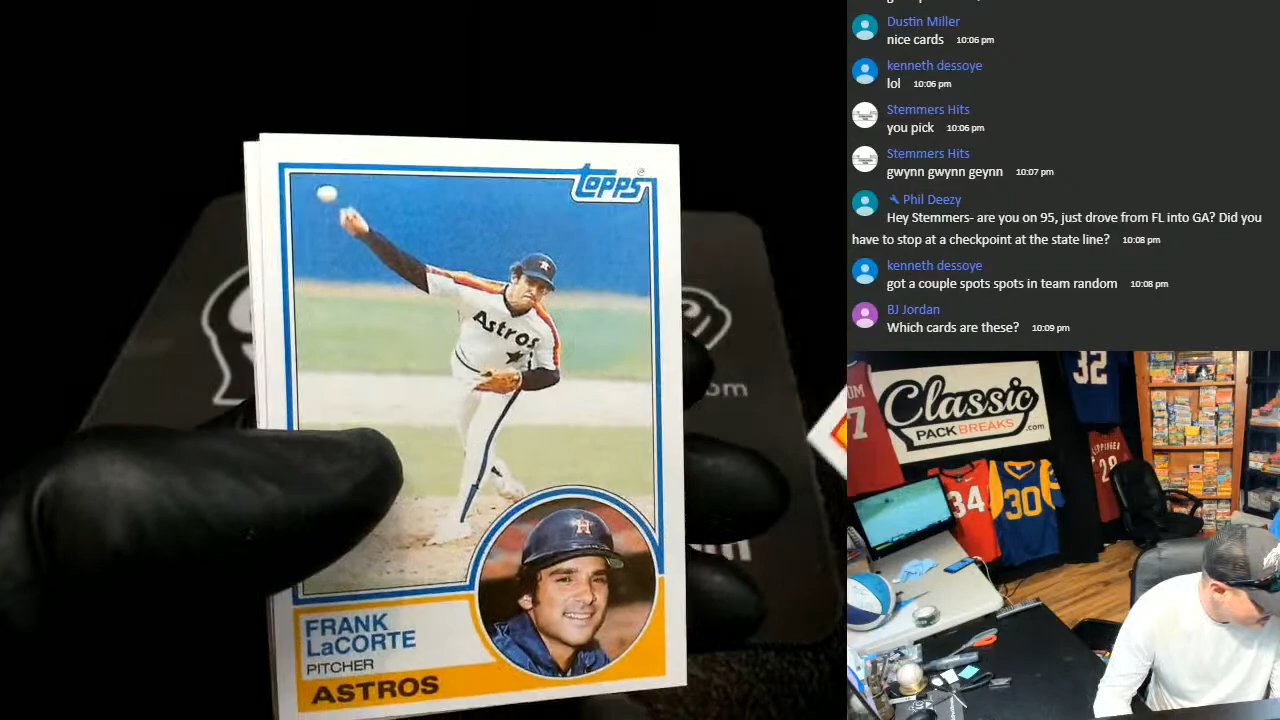 topps
Astros
FRANK
LaCORTE
PITCHER
ASTROS
Dustin Miller
nice cards 10:06 pm
kenneth dessoye
lol 10:06 pm
Stemmers Hits
you pick 10:06 pm
Stemmers Hits
gwynn gwynn geynn 10:07 pm
Phil Deezy
Hey Stemmers- are you on 95, just drove from FL into GA? Did you
have to stop at a checkpoint at the state line? 10:08 pm
kenneth dessoye
got a couple spots spots in team random 10:08 pm
BJ Jordan
Which cards are these? 10:09 pm
Classic
PACK BREAKS .com
32
34
30
28
7